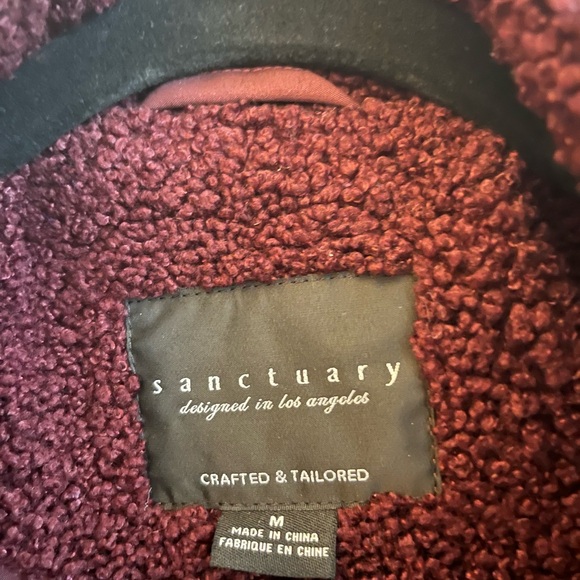 sanctuary
designed in los angeles
CRAFTED & TAILORED
M
MADE IN CHINA
FABRIQUE EN CHINE